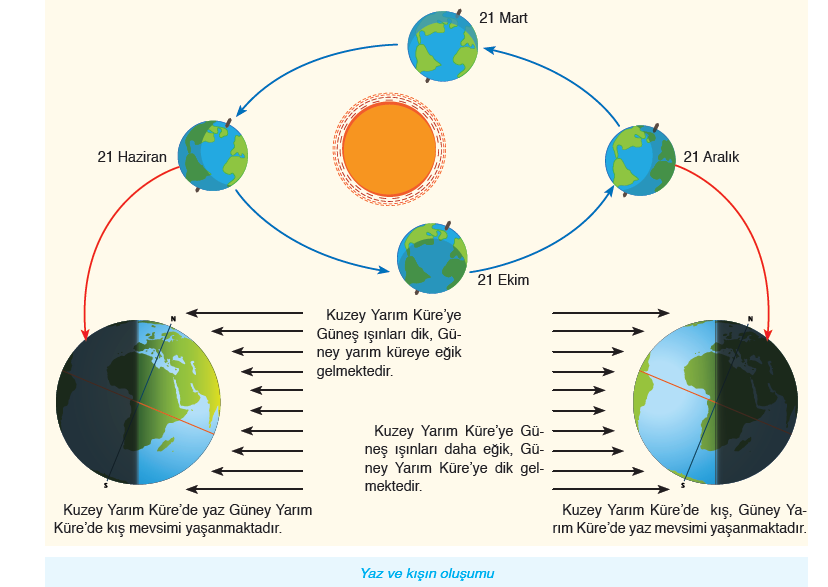 21 Mart
21 Haziran
21 Aralık
21 Ekim
Kuzey Yarım Küre’ye
Güneş ışınları dik, Gü-
ney yarım küreye eğik
gelmektedir.
N
S
N
S
Kuzey Yarım Küre’ye Gü-
neş ışınları daha eğik, Gü-
ney Yarım Küre’ye dik gel-
mektedir.
Kuzey Yarım Küre’de yaz Güney Yarım
Küre’de kış mevsimi yaşanmaktadır.
Kuzey Yarım Küre’de kış, Güney Ya-
rım Küre’de yaz mevsimi yaşanmaktadır.
Yaz ve kışın oluşumu